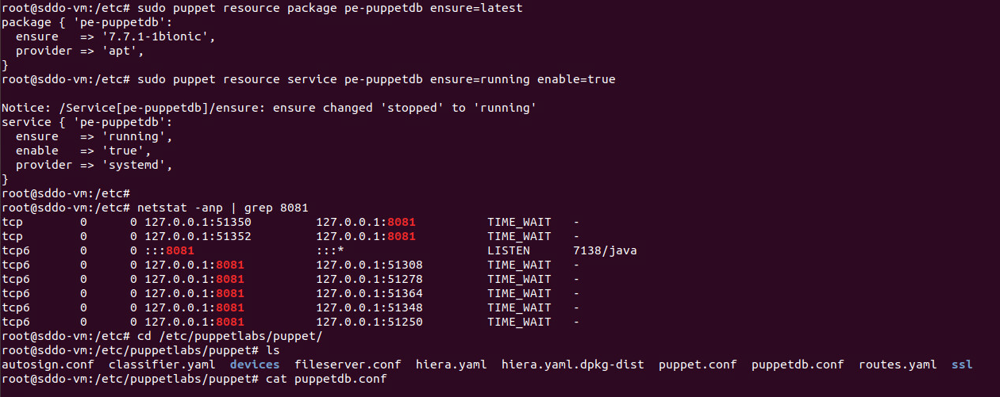 root@sddo-vm:/etc# sudo puppet resource package pe-puppetdb ensure=latest
package { 'pe-puppetdb':
  ensure   => '7.7.1-1bionic',
  provider => 'apt',
}
root@sddo-vm:/etc# sudo puppet resource service pe-puppetdb ensure=running enable=true
Notice: /Service[pe-puppetdb]/ensure: ensure changed 'stopped' to 'running'
service { 'pe-puppetdb':
  ensure   => 'running',
  enable   => 'true',
  provider => 'systemd',
}
root@sddo-vm:/etc#
root@sddo-vm:/etc# netstat -anp | grep 8081
tcp        0      0 127.0.0.1:51350         127.0.0.1:8081          TIME_WAIT   -
tcp        0      0 127.0.0.1:51352         127.0.0.1:8081          TIME_WAIT   -
tcp6       0      0 :::8081                 :::*                    LISTEN      7138/java
tcp6       0      0 127.0.0.1:8081          127.0.0.1:51308         TIME_WAIT   -
tcp6       0      0 127.0.0.1:8081          127.0.0.1:51278         TIME_WAIT   -
tcp6       0      0 127.0.0.1:8081          127.0.0.1:51364         TIME_WAIT   -
tcp6       0      0 127.0.0.1:8081          127.0.0.1:51348         TIME_WAIT   -
tcp6       0      0 127.0.0.1:8081          127.0.0.1:51250         TIME_WAIT   -
root@sddo-vm:/etc# cd /etc/puppetlabs/puppet/
root@sddo-vm:/etc/puppetlabs/puppet# ls
autosign.conf  classifier.yaml  devices  fileserver.conf  hiera.yaml  hiera.yaml.dpkg-dist  puppet.conf  puppetdb.conf  routes.yaml  ssl
root@sddo-vm:/etc/puppetlabs/puppet# cat puppetdb.conf